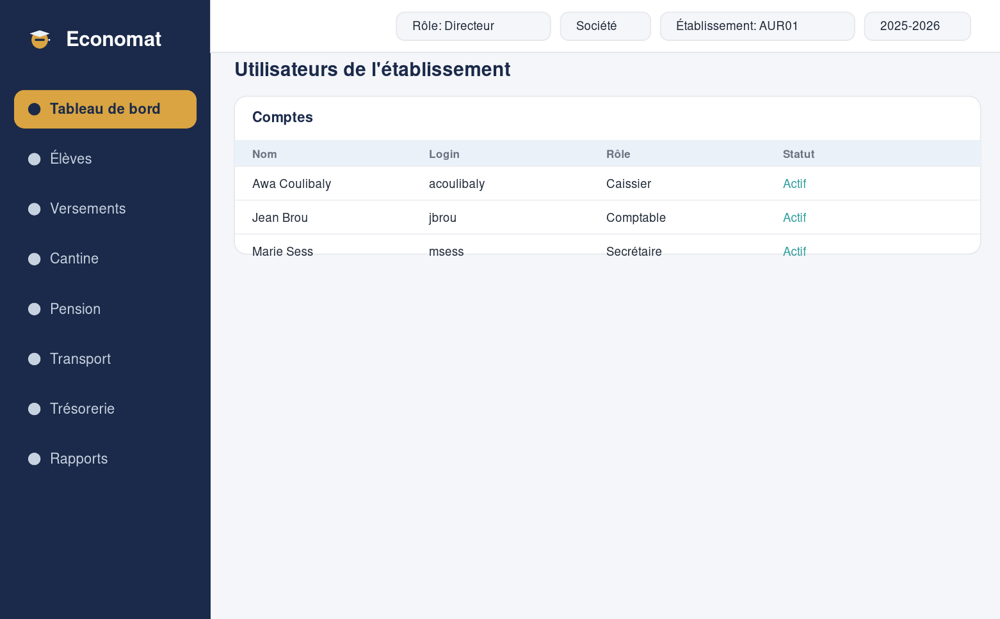 Economat
Rôle: Directeur
Société
Établissement: AUR01
2025-2026
Tableau de bord
Élèves
Versements
Cantine
Pension
Transport
Trésorerie
Rapports
Utilisateurs de l'établissement
Comptes
Nom Login Rôle Statut
Awa Coulibaly acoulibaly Caissier Actif
Jean Brou jbrou Comptable Actif
Marie Sess msess Secrétaire Actif